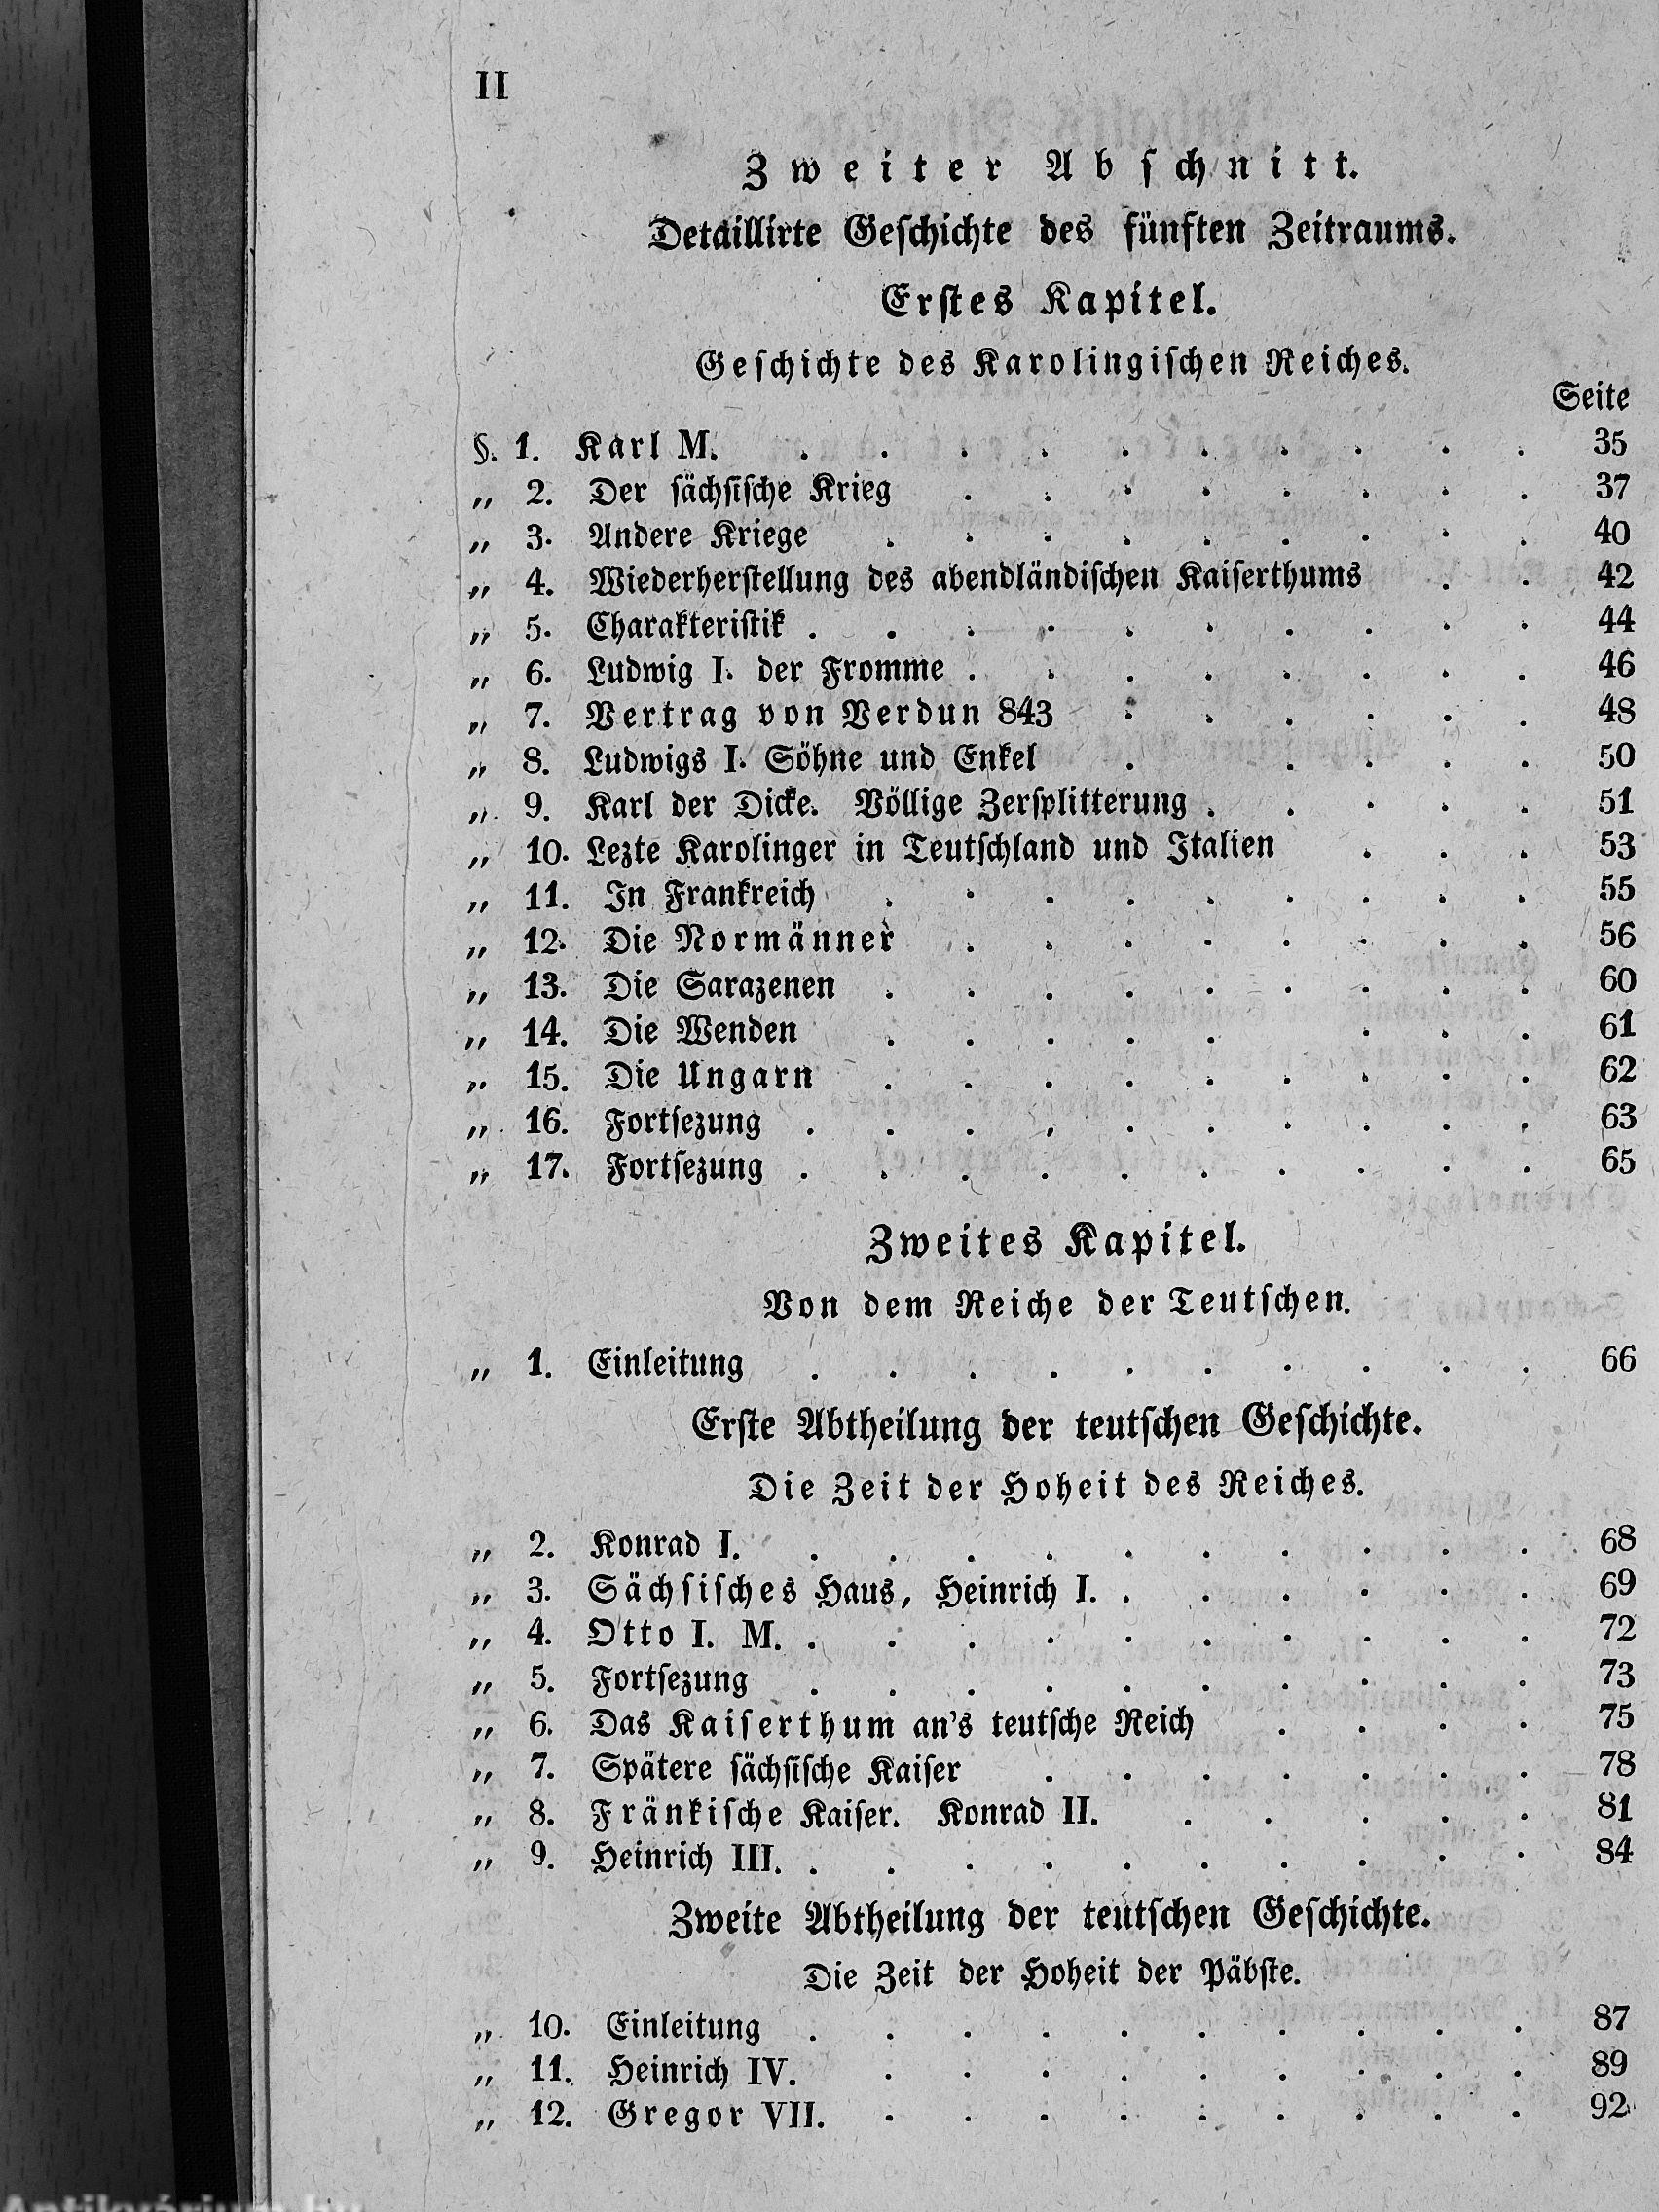 II
Zweiter Abschnitt.
Detaillirte Geschichte des fünften Zeitraums.
Erstes Kapitel.
Geschichte des Karolingischen Reiches.
Seite
§. 1. Karl M. . . . . . . . . . . 35
„ 2. Der sächsische Krieg . . . . . . . . 37
„ 3. Andere Kriege . . . . . . . . . 40
„ 4. Wiederherstellung des abendländischen Kaiserthums . . 42
„ 5. Charakteristik . . . . . . . . . . 44
„ 6. Ludwig I. der Fromme . . . . . . . . 46
„ 7. Vertrag von Verdun 843 . . . . . . 48
„ 8. Ludwigs I. Söhne und Enkel . . . . . 50
„ 9. Karl der Dicke. Völlige Zersplitterung . . . . . 51
„ 10. Lezte Karolinger in Teutschland und Italien . . . 53
„ 11. In Frankreich . . . . . . . . . 55
„ 12. Die Normänner . . . . . . . . 56
„ 13. Die Sarazenen . . . . . . . . . 60
„ 14. Die Wenden . . . . . . . . 61
„ 15. Die Ungarn . . . . . . . . . 62
„ 16. Fortsezung . . . . . . . . . . 63
„ 17. Fortsezung . . . . . . . . . . 65
Zweites Kapitel.
Von dem Reiche der Teutschen.
„ 1. Einleitung . . . . . . . . . . 66
Erste Abtheilung der teutschen Geschichte.
Die Zeit der Hoheit des Reiches.
„ 2. Konrad I. . . . . . . . . . . 68
„ 3. Sächsisches Haus, Heinrich I. . . . . . . 69
„ 4. Otto I. M. . . . . . . . . . . 72
„ 5. Fortsezung . . . . . . . . . . 73
„ 6. Das Kaiserthum an's teutsche Reich . . . . 75
„ 7. Spätere sächsische Kaiser . . . . . . . 78
„ 8. Fränkische Kaiser. Konrad II. . . . . . 81
„ 9. Heinrich III. . . . . . . . . . . 84
Zweite Abtheilung der teutschen Geschichte.
Die Zeit der Hoheit der Päbste.
„ 10. Einleitung . . . . . . . . . . 87
„ 11. Heinrich IV. . . . . . . . . . 89
„ 12. Gregor VII. . . . . . . . . . 92